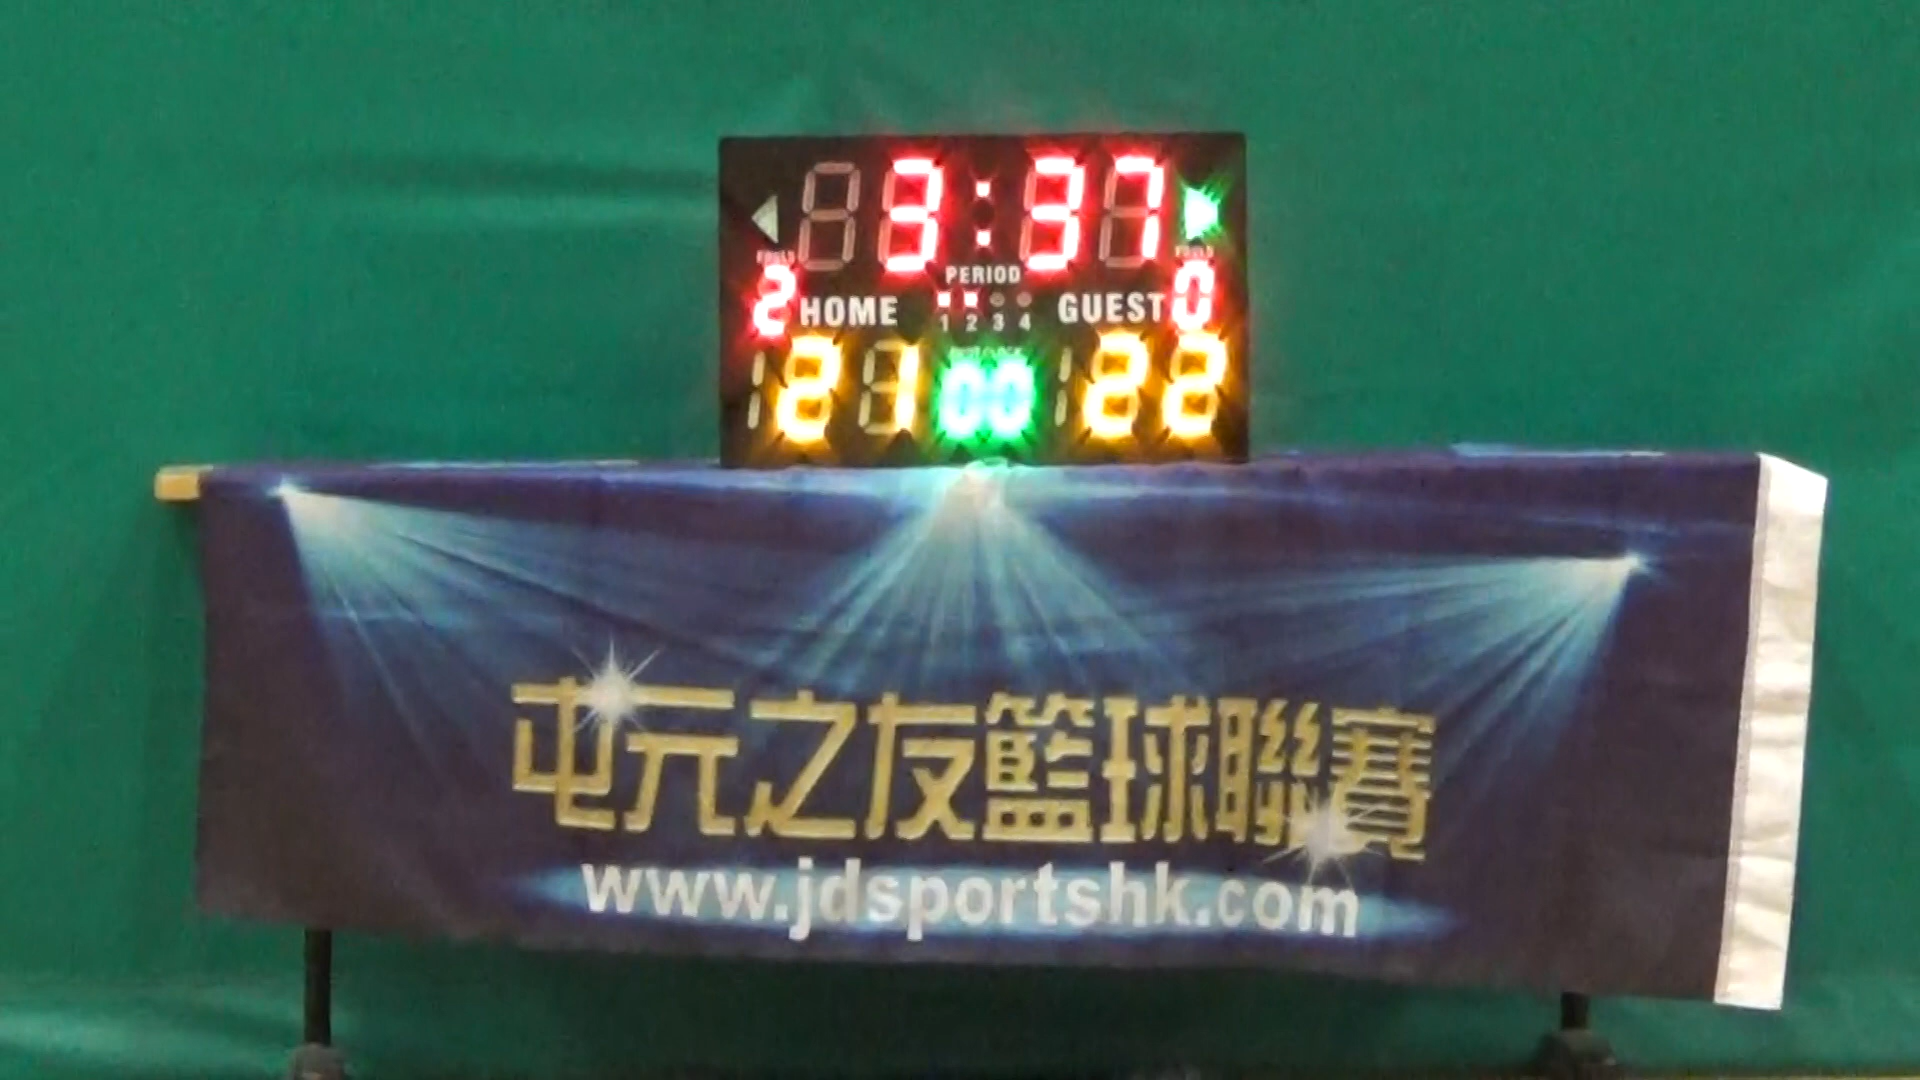 3:37
FOULS FOULS
PERIOD
2 HOME GUEST 0
1 2 3 4
21 00 22
屯元之友籃球聯賽
www.jdsportshk.com